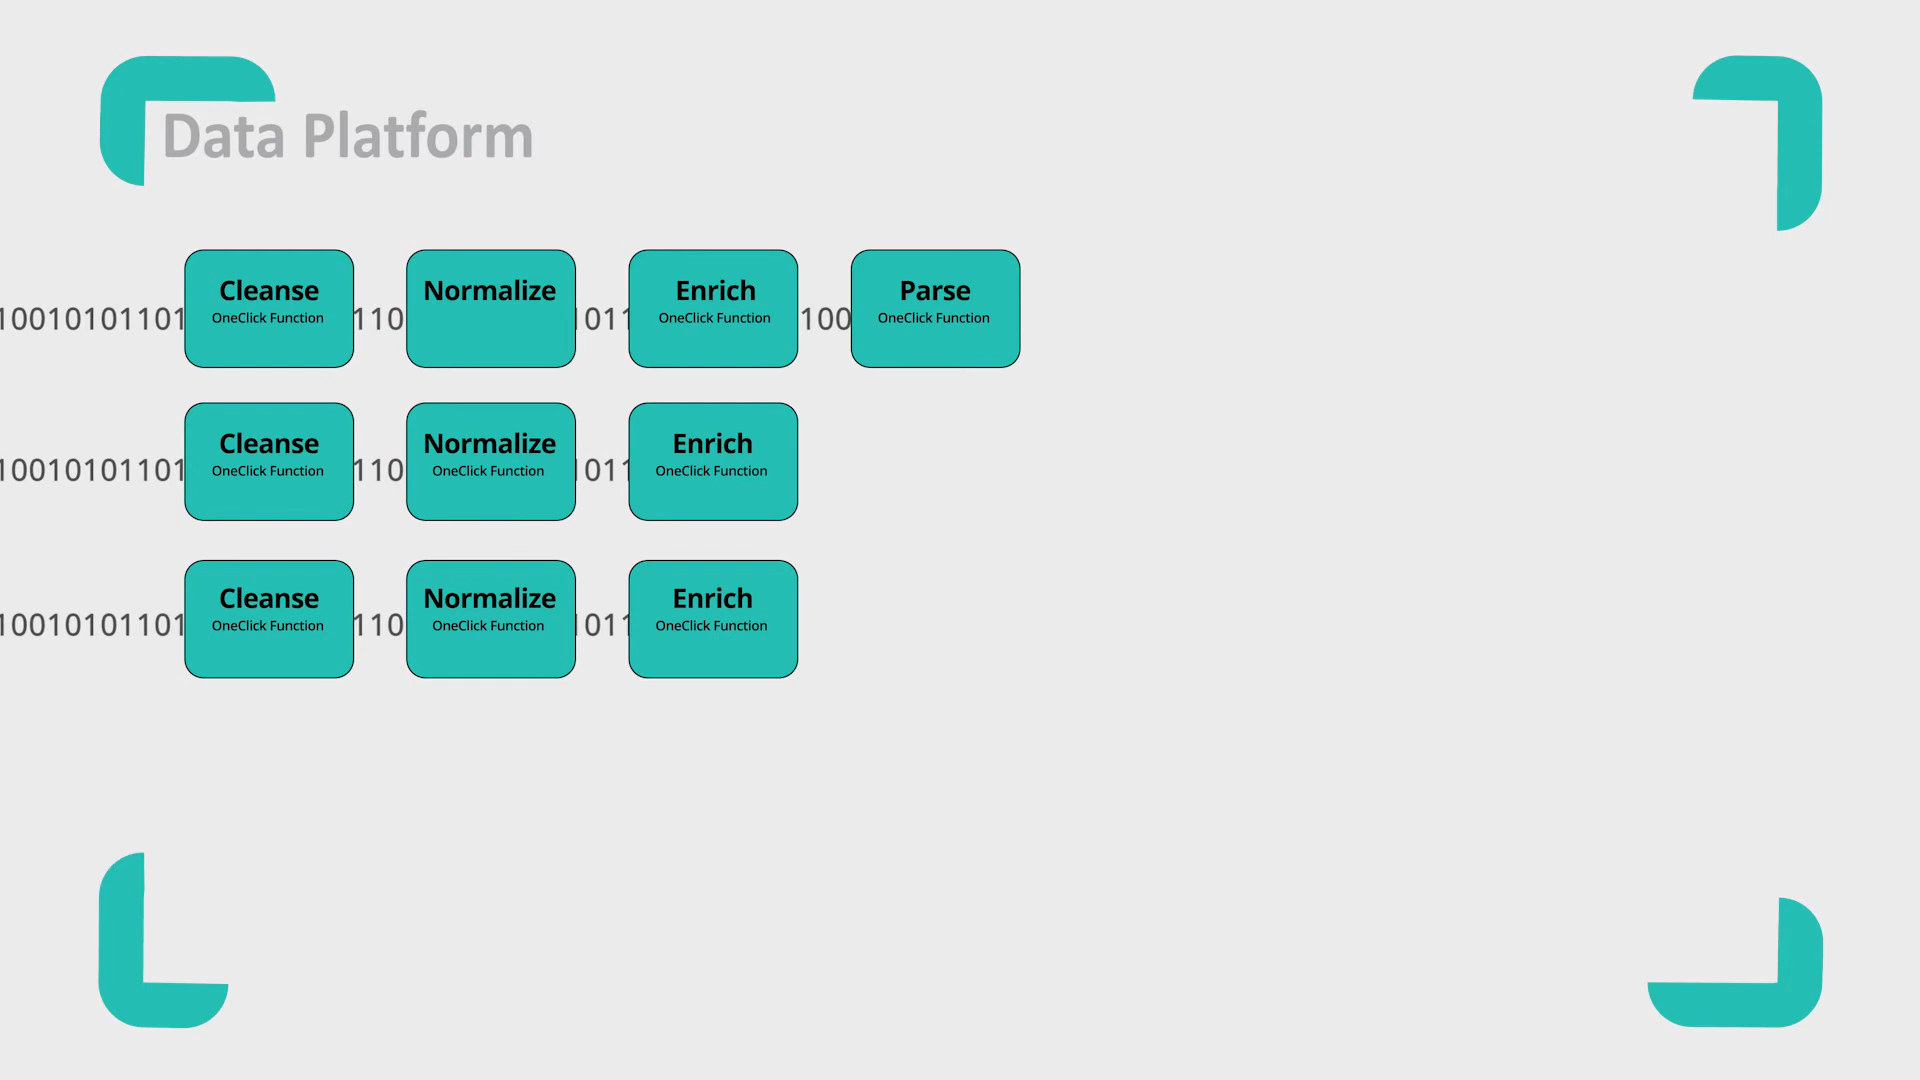 Data Platform
Cleanse Normalize Enrich Parse
10010101101 OneClick Function 110 011 OneClick Function 100 OneClick Function
Cleanse Normalize Enrich
10010101101 OneClick Function 110 OneClick Function 011 OneClick Function
Cleanse Normalize Enrich
10010101101 OneClick Function 110 OneClick Function 011 OneClick Function